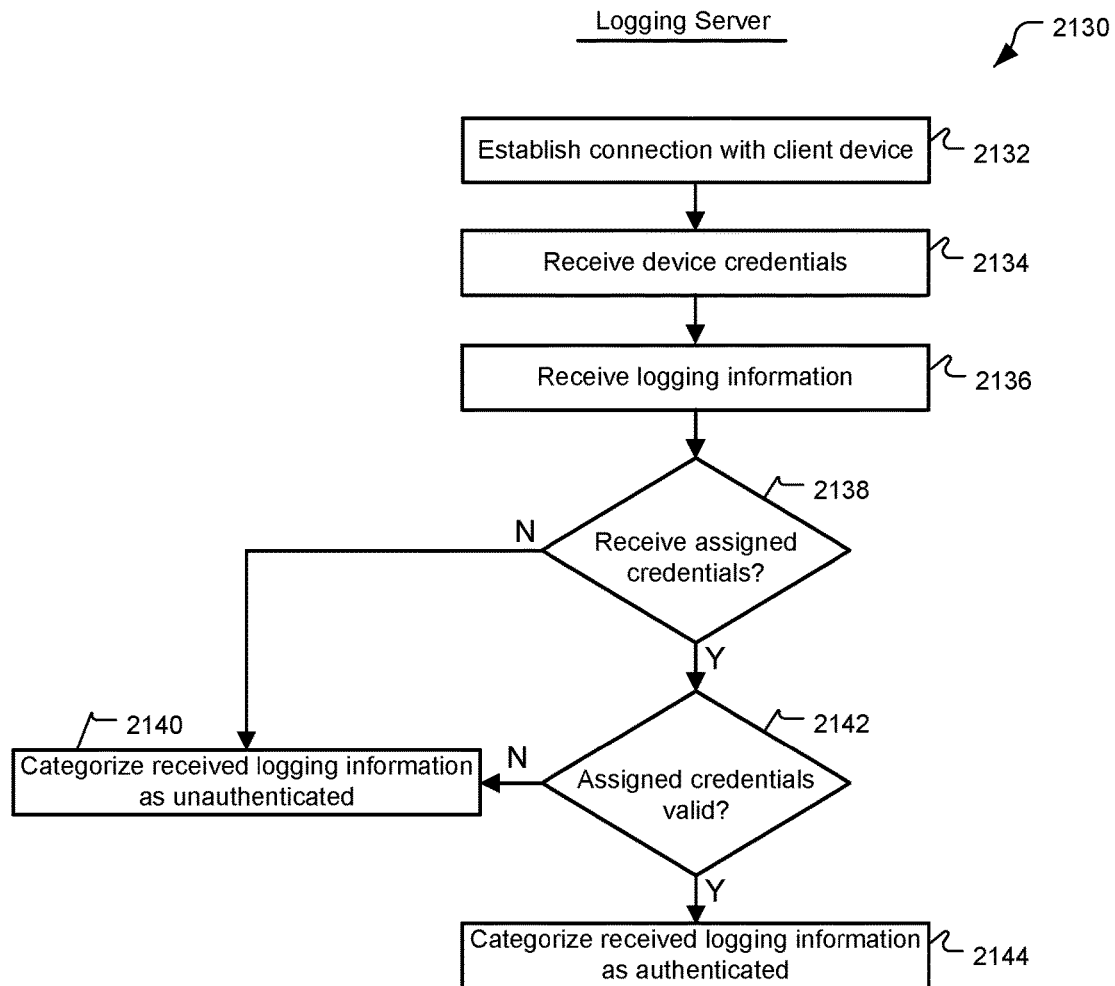 Logging Server
2130
Establish connection with client device
2132
Receive device credentials
2134
Receive logging information
2136
2138
N
Receive assigned
credentials?
Y
2140
2142
Categorize received logging information
as unauthenticated
N
Assigned credentials
valid?
Y
Categorize received logging information
as authenticated
2144